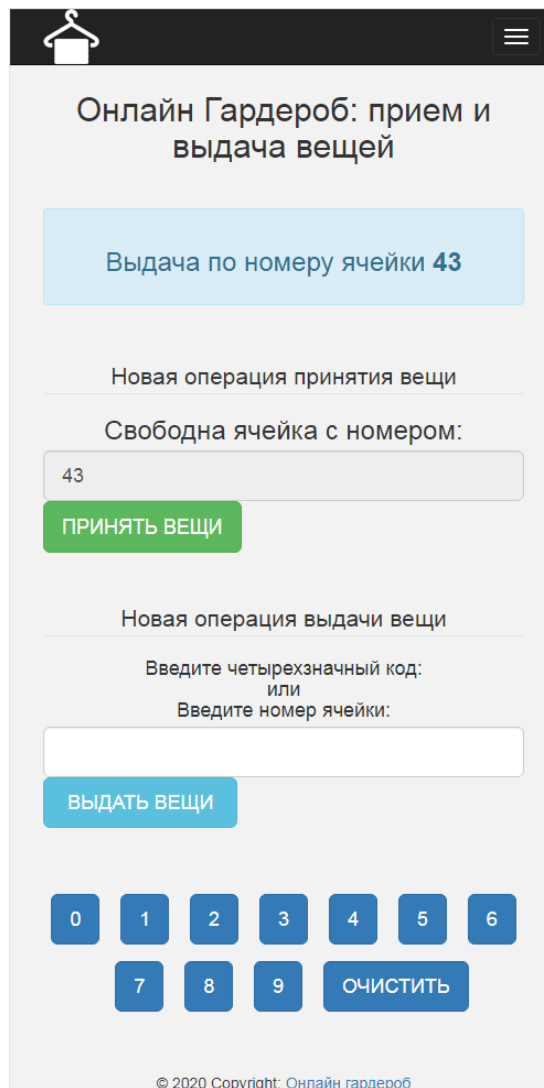 Онлайн Гардероб: прием и
выдача вещей
Выдача по номеру ячейки 43
Новая операция принятия вещи
Свободна ячейка с номером:
43
ПРИНЯТЬ ВЕЩИ
Новая операция выдачи вещи
Введите четырехзначный код:
или
Введите номер ячейки:
ВЫДАТЬ ВЕЩИ
0 1 2 3 4 5 6
7 8 9 ОЧИСТИТЬ
© 2020 Copyright: Онлайн гардероб